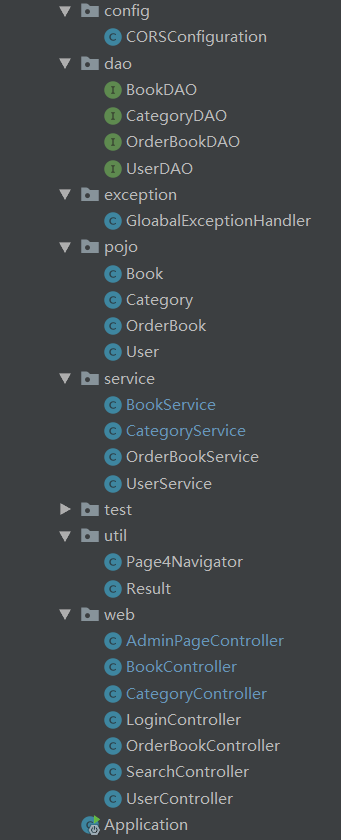 config
CORSConfiguration
dao
BookDAO
CategoryDAO
OrderBookDAO
UserDAO
exception
GloabalExceptionHandler
pojo
Book
Category
OrderBook
User
service
BookService
CategoryService
OrderBookService
UserService
test
util
Page4Navigator
Result
web
AdminPageController
BookController
CategoryController
LoginController
OrderBookController
SearchController
UserController
Application